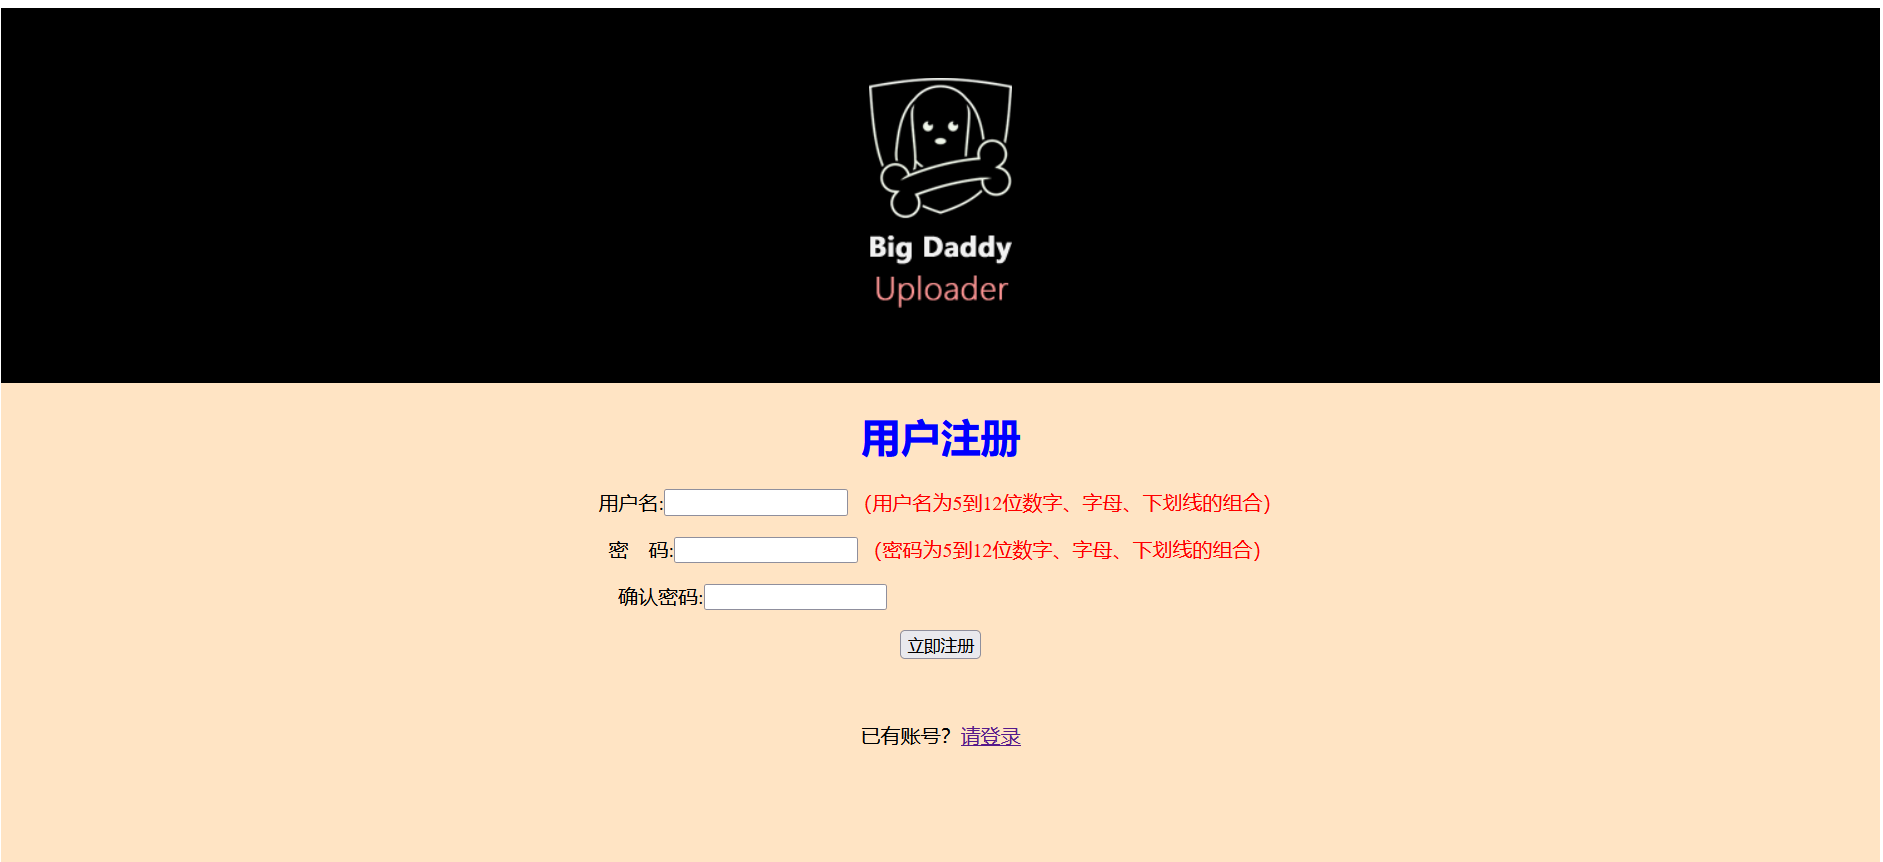 Big Daddy
Uploader
用户注册
用户名: （用户名为5到12位数字、字母、下划线的组合）
密　码: （密码为5到12位数字、字母、下划线的组合）
确认密码:
立即注册
已有账号？请登录